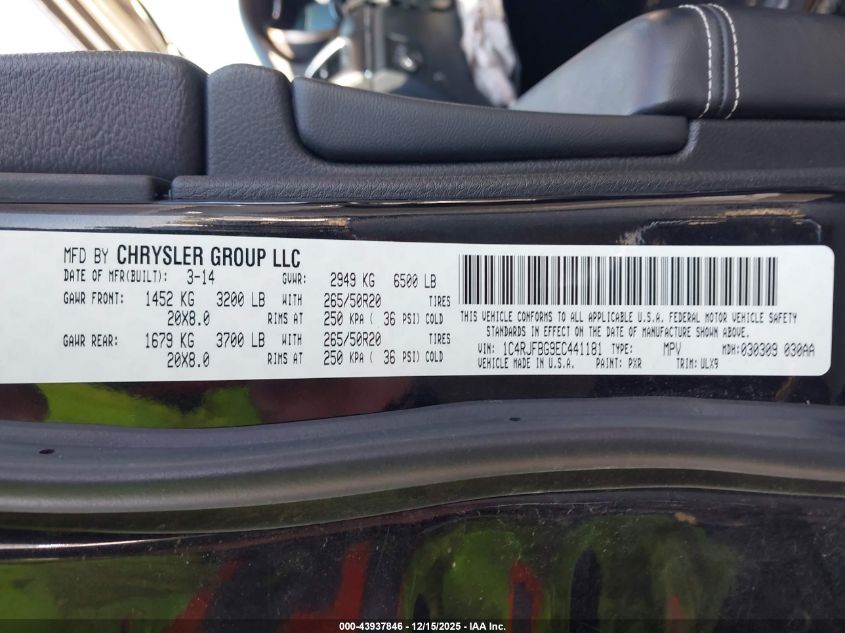 MFD BY CHRYSLER GROUP LLC
DATE OF MFR(BUILT): 3-14 GVWR: 2949 KG 6500 LB
GAWR FRONT: 1452 KG 3200 LB WITH 265/50R20 TIRES
20X8.0 RIMS AT 250 KPA ( 36 PSI) COLD
GAWR REAR: 1679 KG 3700 LB WITH 265/50R20 TIRES
20X8.0 RIMS AT 250 KPA ( 36 PSI) COLD
THIS VEHICLE CONFORMS TO ALL APPLICABLE U.S.A. FEDERAL MOTOR VEHICLE SAFETY
STANDARDS IN EFFECT ON THE DATE OF MANUFACTURE SHOWN ABOVE.
VIN: 1C4RJFBG9EC441181 TYPE: MPV MDH: 030309 030AA
VEHICLE MADE IN U.S.A. PAINT: PXR TRIM: ULX9
000-43937846 - 12/15/2025 - IAA Inc.